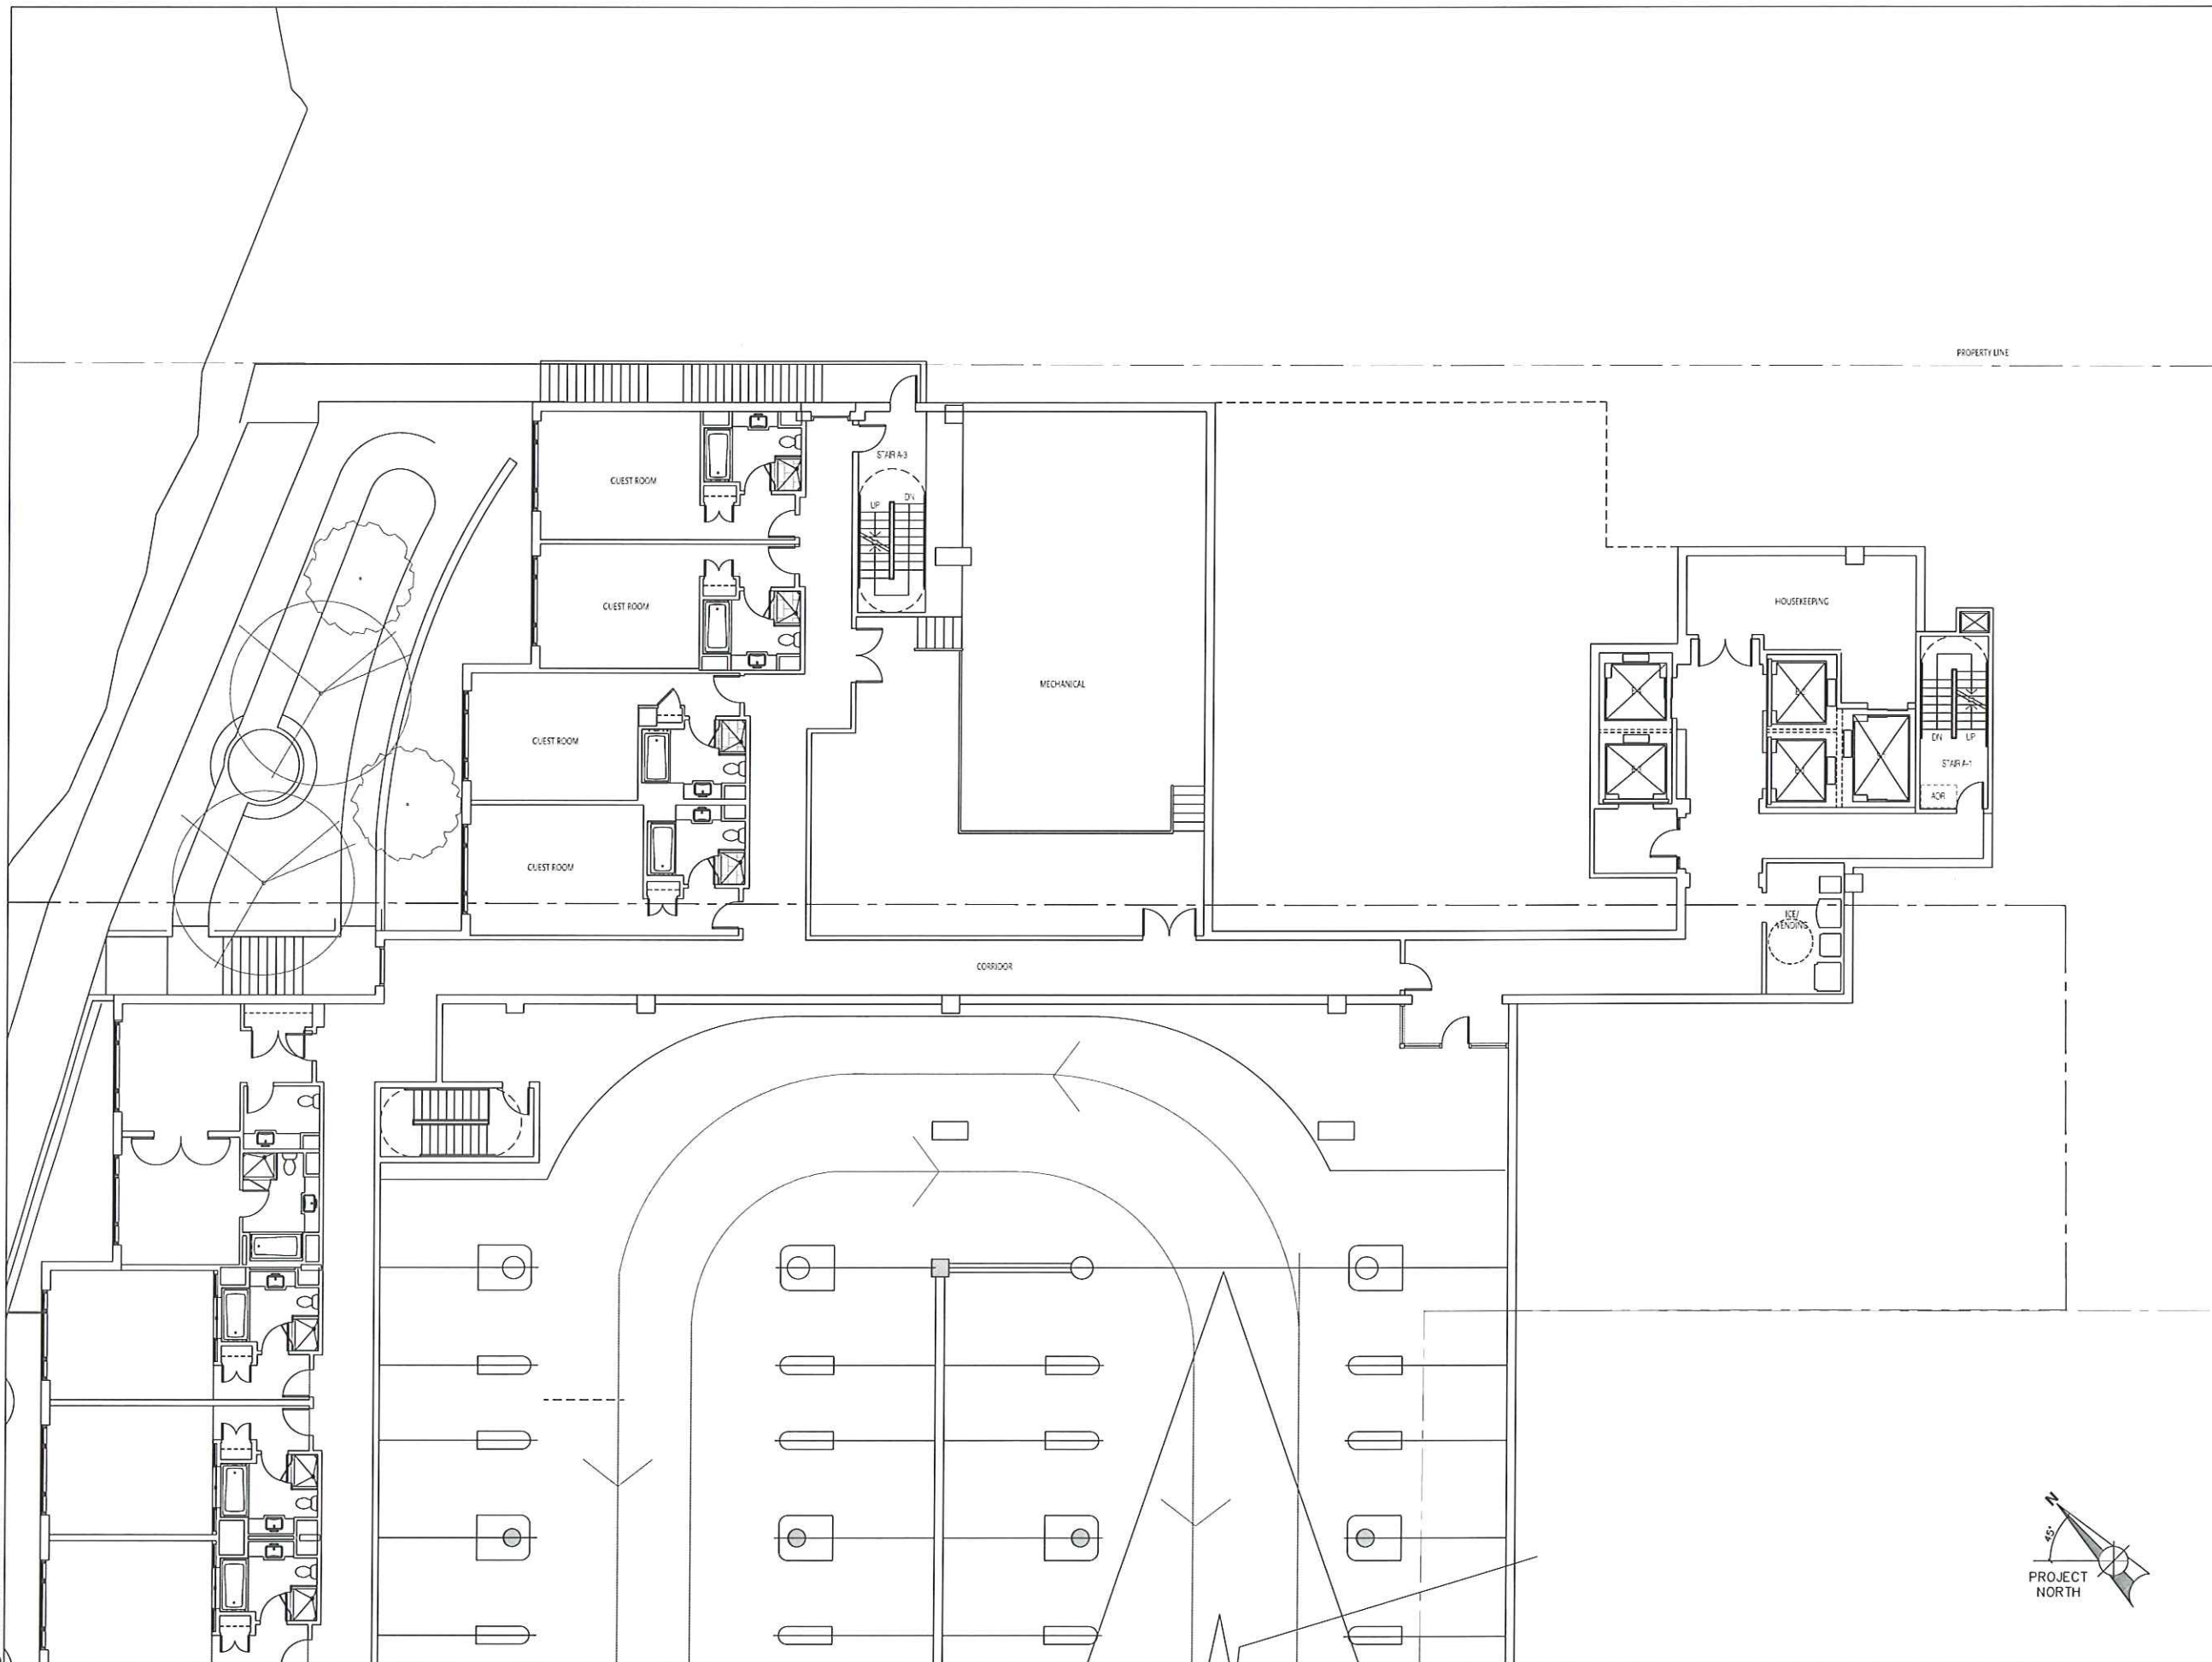 PROPERTY LINE
STAIR A-3
GUEST ROOM
UP
DN
HOUSEKEEPING
GUEST ROOM
MECHANICAL
GUEST ROOM
DN
UP
STAIR A-1
AOR
GUEST ROOM
ICE/
VENDING
CORRIDOR
N
45°
PROJECT
NORTH